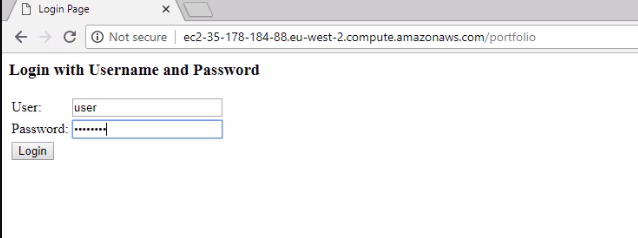 Login Page
Not secure ec2-35-178-184-88.eu-west-2.compute.amazonaws.com/portfolio
Login with Username and Password
User: user
Password: ••••••••
Login